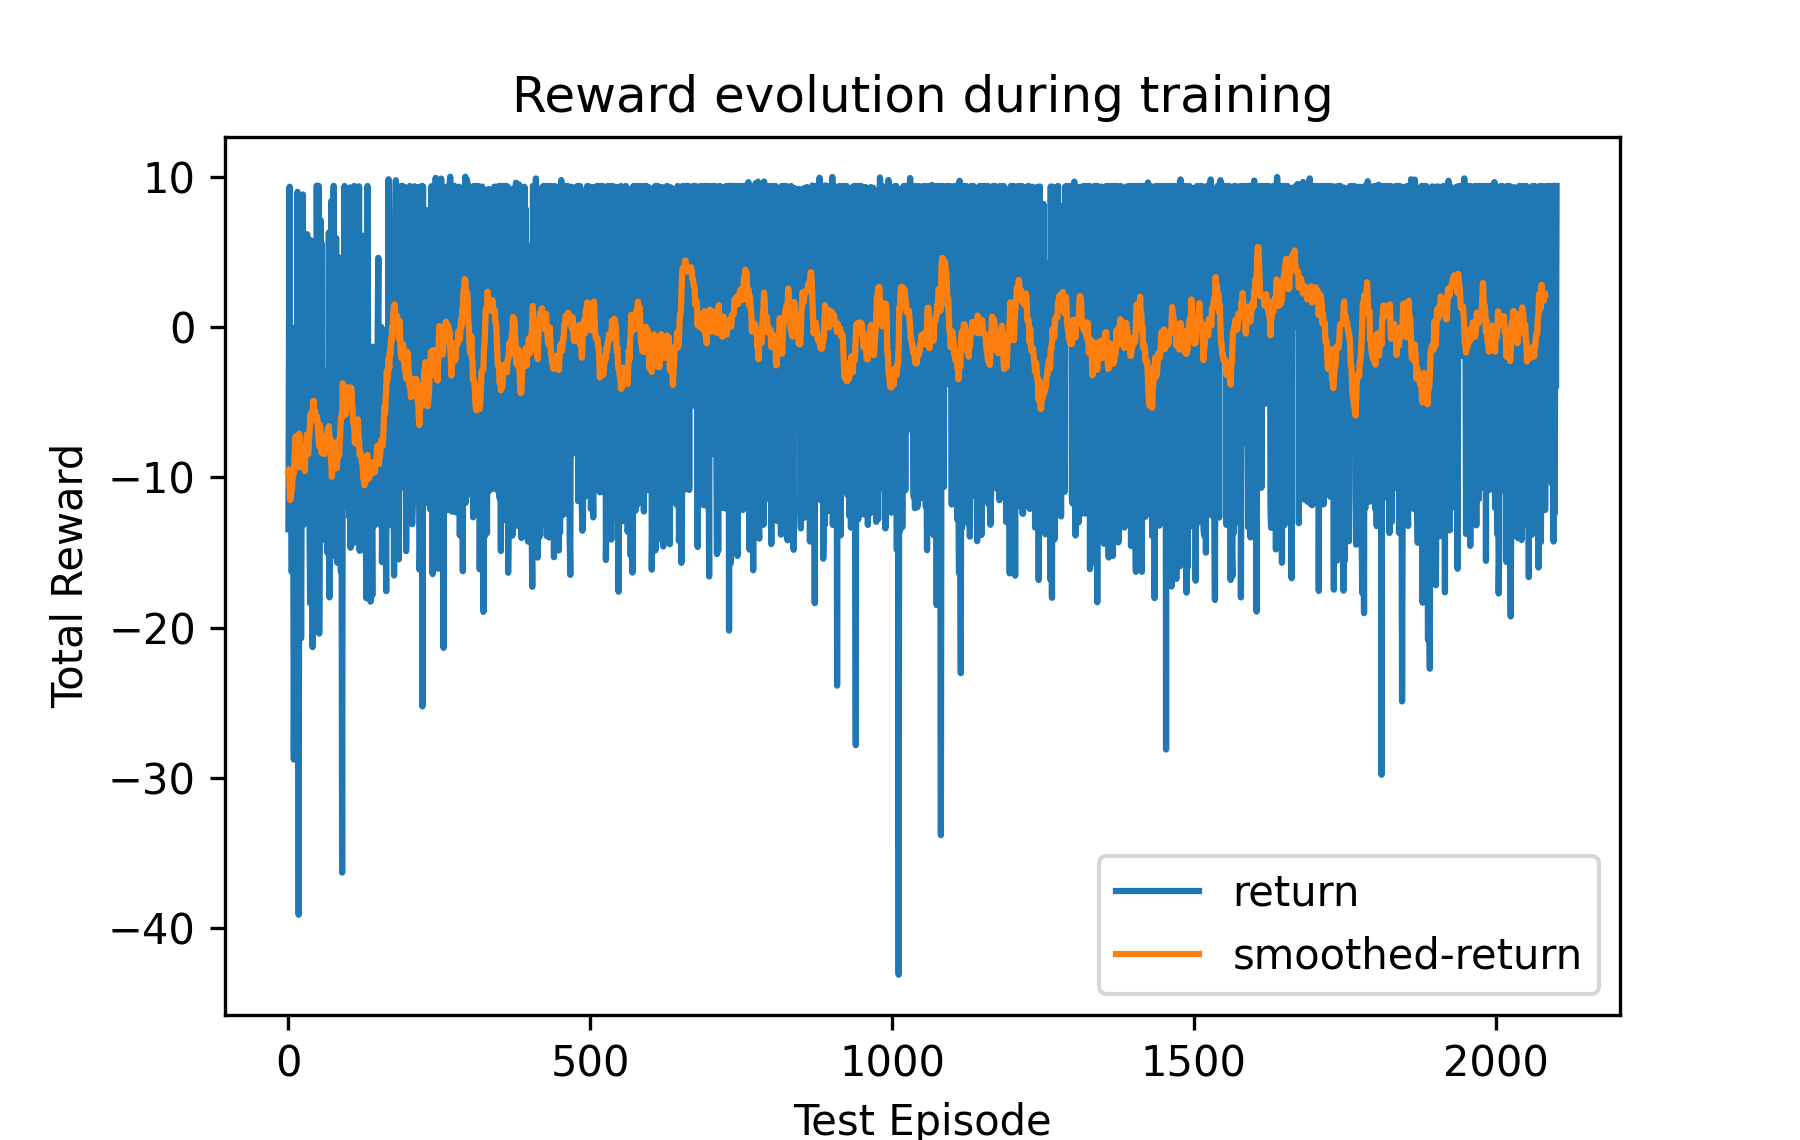 Reward evolution during training
10
0
−10
−20
−30
−40
Total Reward
return
smoothed-return
0 500 1000 1500 2000
Test Episode